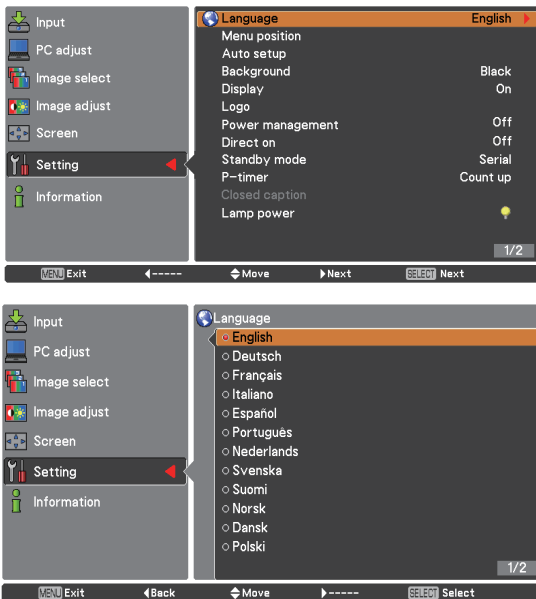 Input
PC adjust
Image select
Image adjust
Screen
Setting
Information
Language English
Menu position
Auto setup
Background Black
Display On
Logo
Power management Off
Direct on Off
Standby mode Serial
P-timer Count up
Closed caption
Lamp power
1/2
MENU Exit ----- Move Next SELECT Next
Input
PC adjust
Image select
Image adjust
Screen
Setting
Information
Language
English
Deutsch
Français
Italiano
Español
Português
Nederlands
Svenska
Suomi
Norsk
Dansk
Polski
1/2
MENU Exit Back Move ----- SELECT Select